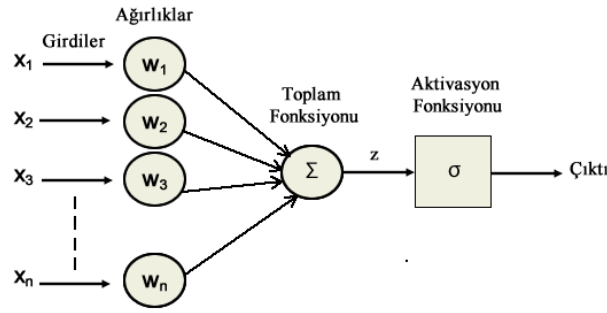 Ağırlıklar
Girdiler
x₁ w₁
x₂ w₂
x₃ w₃
xₙ wₙ
Toplam
Fonksiyonu
Σ
z
Aktivasyon
Fonksiyonu
σ
Çıktı